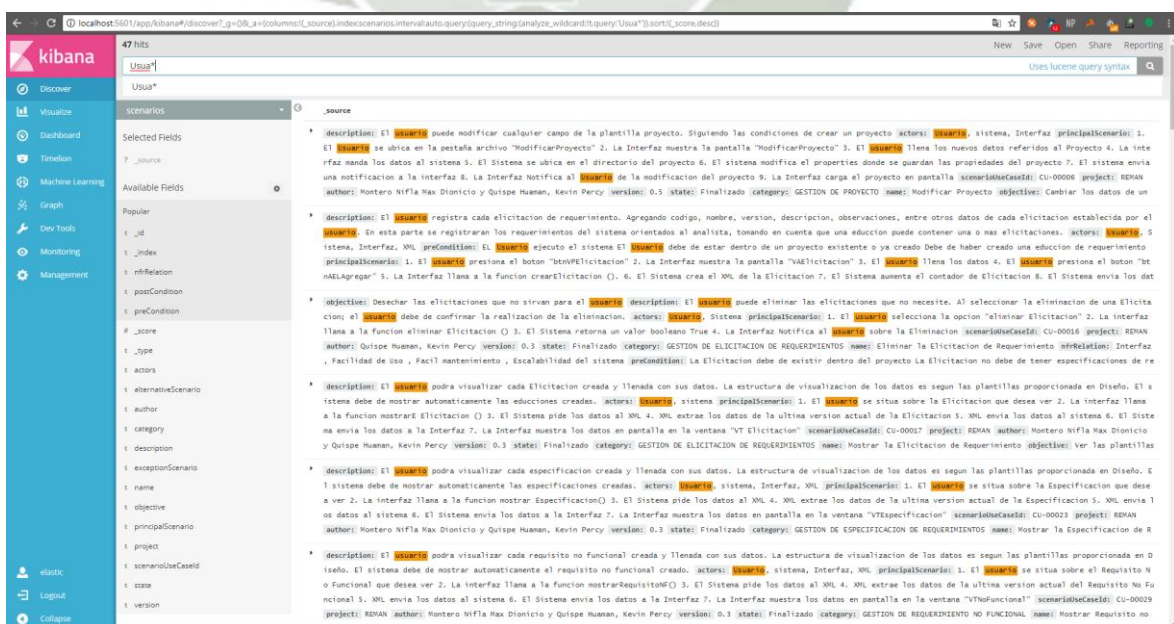 localhost:5601/app/kibana#/discover?_g=()&_a=(columns:!(_source),index:scenarios,interval:auto,query:(query_string:(analyze_wildcard:!t,query:'Usua*')),sort:!(_score,desc))
kibana
Discover
Visualize
Dashboard
Timelion
Machine Learning
Graph
Dev Tools
Monitoring
Management
elastic
Logout
Collapse
47 hits
New Save Open Share Reporting
Usua*
Uses lucene query syntax
Usua*
scenarios
Selected Fields
? _source
Available Fields
Popular
t _id
t _index
t nfrRelation
t postCondition
t preCondition
# _score
t _type
t actors
t alternativeScenario
t author
t category
t description
t exceptionScenario
t name
t objective
t principalScenario
t project
t scenarioUseCaseId
t state
t version
_source
description: El usuario puede modificar cualquier campo de la plantilla proyecto. Siguiendo las condiciones de crear un proyecto actors: Usuario, sistema, Interfaz principalScenario: 1.
El Usuario se ubica en la pestaña archivo "ModificarProyecto" 2. La Interfaz muestra la pantalla "ModificarProyecto" 3. El usuario llena los nuevos datos referidos al Proyecto 4. La inte
rfaz manda los datos al sistema 5. El Sistema se ubica en el directorio del proyecto 6. El sistema modifica el properties donde se guardan las propiedades del proyecto 7. El sistema envia
una notificacion a la interfaz 8. La Interfaz Notifica al Usuario de la modificacion del proyecto 9. La Interfaz carga el proyecto en pantalla scenarioUseCaseId: CU-00006 project: REMAN
author: Montero Nifla Max Dionicio y Quispe Huaman, Kevin Percy version: 0.5 state: Finalizado category: GESTION DE PROYECTO name: Modificar Proyecto objective: Cambiar los datos de un
description: El usuario registra cada elicitacion de requerimiento. Agregando codigo, nombre, version, descripcion, observaciones, entre otros datos de cada elicitacion establecida por el
usuario. En esta parte se registraran los requerimientos del sistema orientados al analista, tomando en cuenta que una educcion puede contener una o mas elicitaciones. actors: Usuario, S
istema, Interfaz, XML preCondition: EL Usuario ejecuto el sistema El Usuario debe de estar dentro de un proyecto existente o ya creado Debe de haber creado una educcion de requerimiento
principalScenario: 1. El usuario presiona el boton "btnVPElicitacion" 2. La Interfaz muestra la pantalla "VAElicitacion" 3. El usuario llena los datos 4. El usuario presiona el boton "bt
nAELAgregar" 5. La Interfaz llama a la funcion crearElicitacion (). 6. El Sistema crea el XML de la Elicitacion 7. El Sistema aumenta el contador de Elicitacion 8. El Sistema envia los dat
objective: Desechar las elicitaciones que no sirvan para el usuario description: El usuario puede eliminar las elicitaciones que no necesite. Al seleccionar la eliminacion de una Elicita
cion; el usuario debe de confirmar la realizacion de la eliminacion. actors: Usuario, Sistema principalScenario: 1. El usuario selecciona la opcion "eliminar Elicitacion" 2. La interfaz
llama a la funcion eliminar Elicitacion () 3. El Sistema retorna un valor booleano True 4. La Interfaz Notifica al usuario sobre la Eliminacion scenarioUseCaseId: CU-00016 project: REMAN
author: Quispe Huaman, Kevin Percy version: 0.3 state: Finalizado category: GESTION DE ELICITACION DE REQUERIMIENTOS name: Eliminar la Elicitacion de Requerimiento nfrRelation: Interfaz
, Facilidad de Uso , Facil mantenimiento , Escalabilidad del sistema preCondition: La Elicitacion debe de existir dentro del proyecto La Elicitacion no debe de tener especificaciones de re
description: El usuario podra visualizar cada Elicitacion creada y llenada con sus datos. La estructura de visualizacion de los datos es segun las plantillas proporcionada en Diseño. El s
istema debe de mostrar automaticamente las educciones creadas. actors: Usuario, sistema principalScenario: 1. El usuario se situa sobre la Elicitacion que desea ver 2. La interfaz llama
a la funcion mostrarE Elicitacion () 3. El Sistema pide los datos al XML 4. XML extrae los datos de la ultima version actual de la Elicitacion 5. XML envia los datos al sistema 6. El Siste
ma envia los datos a la Interfaz 7. La Interfaz muestra los datos en pantalla en la ventana "VT Elicitacion" scenarioUseCaseId: CU-00017 project: REMAN author: Montero Nifla Max Dionicio
y Quispe Huaman, Kevin Percy version: 0.3 state: Finalizado category: GESTION DE ELICITACION DE REQUERIMIENTOS name: Mostrar la Elicitacion de Requerimiento objective: Ver las plantillas
description: El usuario podra visualizar cada especificacion creada y llenada con sus datos. La estructura de visualizacion de los datos es segun las plantillas proporcionada en Diseño. E
l sistema debe de mostrar automaticamente las especificaciones creadas. actors: Usuario, sistema, Interfaz, XML principalScenario: 1. El usuario se situa sobre la Especificacion que dese
a ver 2. La interfaz llama a la funcion mostrar Especificacion() 3. El Sistema pide los datos al XML 4. XML extrae los datos de la ultima version actual de la Especificacion 5. XML envia l
os datos al sistema 6. El Sistema envia los datos a la Interfaz 7. La Interfaz muestra los datos en pantalla en la ventana "VTEspecificacion" scenarioUseCaseId: CU-00023 project: REMAN
author: Montero Nifla Max Dionicio y Quispe Huaman, Kevin Percy version: 0.3 state: Finalizado category: GESTION DE ESPECIFICACION DE REQUERIMIENTOS name: Mostrar la Especificacion de R
description: El usuario podra visualizar cada requisito no funcional creada y llenada con sus datos. La estructura de visualizacion de los datos es segun las plantillas proporcionada en D
iseño. El sistema debe de mostrar automaticamente el requisito no funcional creado. actors: Usuario, sistema, Interfaz, XML principalScenario: 1. El usuario se situa sobre el Requisito N
o Funcional que desea ver 2. La interfaz llama a la funcion mostrarRequisitoNF() 3. El Sistema pide los datos al XML 4. XML extrae los datos de la ultima version actual del Requisito No Fu
ncional 5. XML envia los datos al sistema 6. El Sistema envia los datos a la Interfaz 7. La Interfaz muestra los datos en pantalla en la ventana "VTNoFuncional" scenarioUseCaseId: CU-00029
project: REMAN author: Montero Nifla Max Dionicio y Quispe Huaman, Kevin Percy version: 0.3 state: Finalizado category: GESTION DE REQUERIMIENTO NO FUNCIONAL name: Mostrar Requisito no